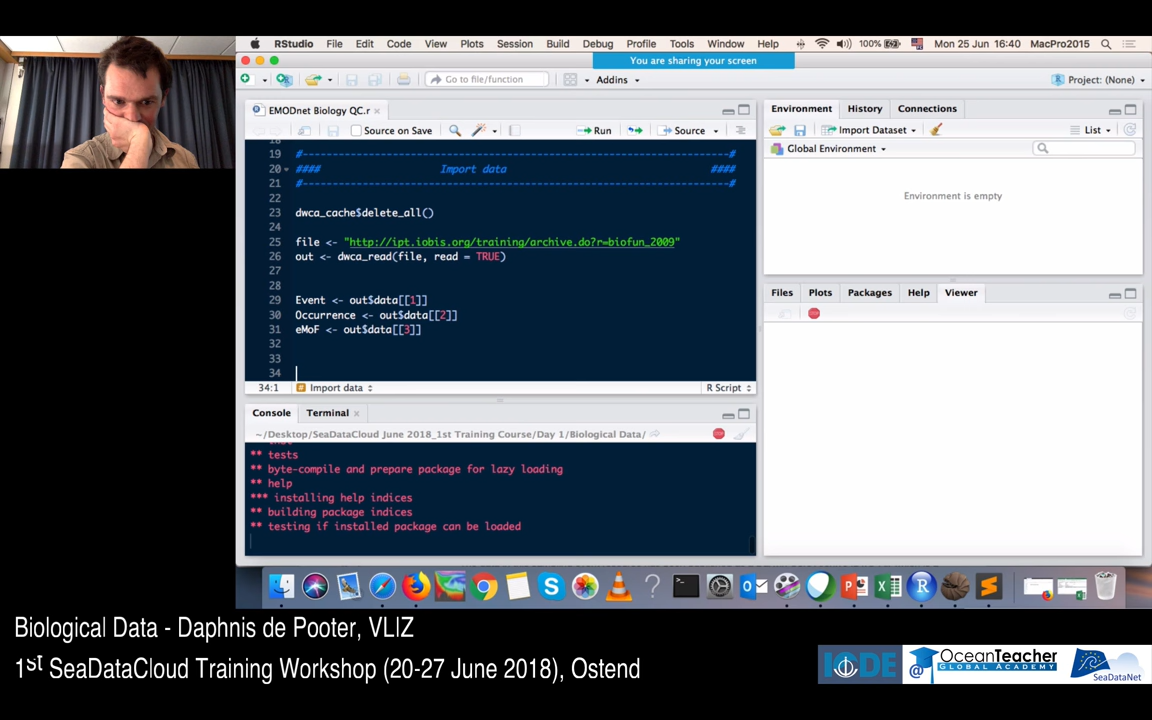 RStudio File Edit Code View Plots Session Build Debug Profile Tools Window Help 100% Mon 25 Jun 16:40 MacPro2015
You are sharing your screen
Go to file/function Addins Project: (None)
EMODnet Biology QC.r
Source on Save Run Source
19 #------------------------------------------------------------------------#
20 #### Import data ####
21 #------------------------------------------------------------------------#
22
23 dwca_cache$delete_all()
24
25 file <- "http://ipt.iobis.org/training/archive.do?r=biofun_2009"
26 out <- dwca_read(file, read = TRUE)
27
28
29 Event <- out$data[[1]]
30 Occurrence <- out$data[[2]]
31 eMoF <- out$data[[3]]
32
33
34
34:1 # Import data R Script
Console Terminal
~/Desktop/SeaDataCloud June 2018_1st Training Course/Day 1/Biological Data/
** tests
** byte-compile and prepare package for lazy loading
** help
*** installing help indices
** building package indices
** testing if installed package can be loaded
Environment History Connections
Import Dataset List
Global Environment
Environment is empty
Files Plots Packages Help Viewer
STOP
Biological Data - Daphnis de Pooter, VLIZ
1st SeaDataCloud Training Workshop (20-27 June 2018), Ostend
IODE
@ OceanTeacher
GLOBAL ACADEMY
SeaDataNet